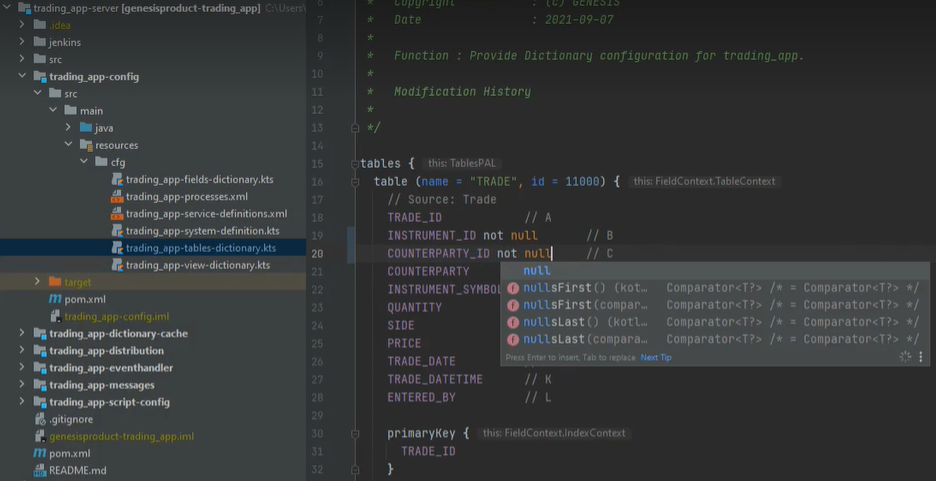 trading_app-server [genesisproduct-trading_app] C:\Users\
.idea
jenkins
src
trading_app-config
src
main
java
resources
cfg
trading_app-fields-dictionary.kts
trading_app-processes.xml
trading_app-service-definitions.xml
trading_app-system-definition.kts
trading_app-tables-dictionary.kts
trading_app-view-dictionary.kts
target
pom.xml
trading_app-config.iml
trading_app-dictionary-cache
trading_app-distribution
trading_app-eventhandler
trading_app-messages
trading_app-script-config
.gitignore
genesisproduct-trading_app.iml
pom.xml
README.md
6 * Copyright : (c) GENESIS
7 * Date : 2021-09-07
8 *
9 * Function : Provide Dictionary configuration for trading_app.
10 *
11 * Modification History
12 *
13 */
14
15 tables { this: TablesPAL
16 table (name = "TRADE", id = 11000) { this: FieldContext.TableContext
17 // Source: Trade
18 TRADE_ID // A
19 INSTRUMENT_ID not null // B
20 COUNTERPARTY_ID not null // C
21 COUNTERPARTY
22 INSTRUMENT_SYMBOL
23 QUANTITY
24 SIDE
25 PRICE
26 TRADE_DATE
27 TRADE_DATETIME // K
28 ENTERED_BY // L
29
30 primaryKey { this: FieldContext.IndexContext
31 TRADE_ID
32 }
null
f nullsFirst() (kot… Comparator<T?> /* = Comparator<T?> */
f nullsFirst(compar… Comparator<T?> /* = Comparator<T?> */
f nullsLast() (kotl… Comparator<T?> /* = Comparator<T?> */
f nullsLast(compara… Comparator<T?> /* = Comparator<T?> */
Press Enter to insert, Tab to replace Next Tip